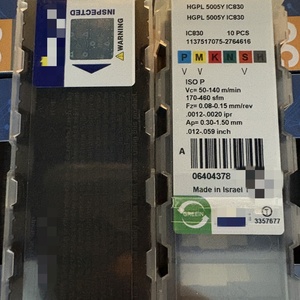 INSPECTED
WARNING
HGPL 5005Y IC830
HGPL 5005Y IC830
IC830 10 PCS
1137517075-2764616
P M K N S H
V V
ISO P
Vc= 50-140 m/min
170-460 sfm
Fz= 0.08-0.15 mm/rev
.0012-.0020 ipr
Ap= 0.30-1.50 mm
.012-.059 inch
A
06404378
Made in Israel
GREEN
T
3357677